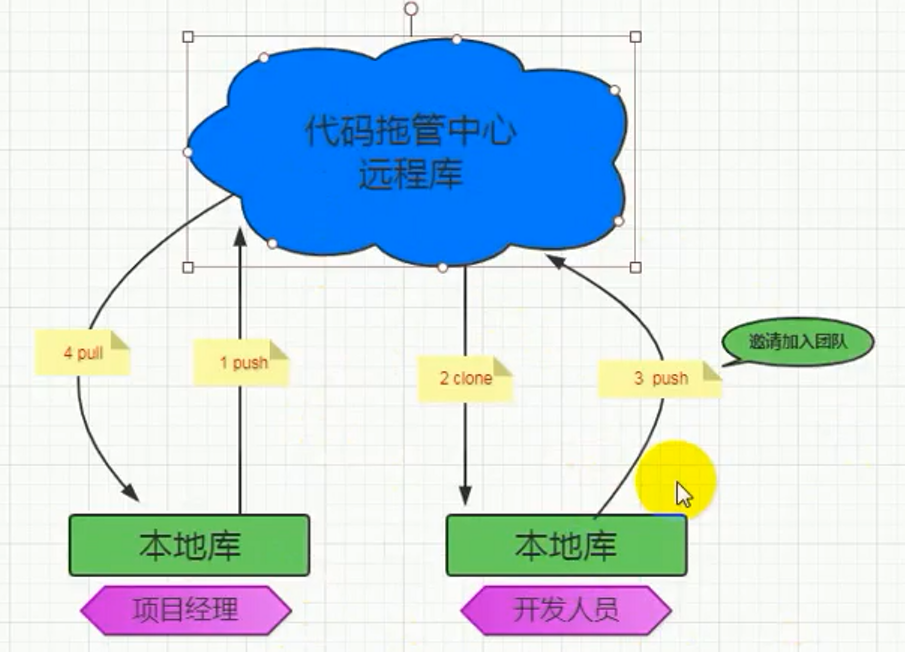 代码拖管中心
远程库
4 pull
1 push
2 clone
3 push
邀请加入团队
本地库
本地库
项目经理
开发人员